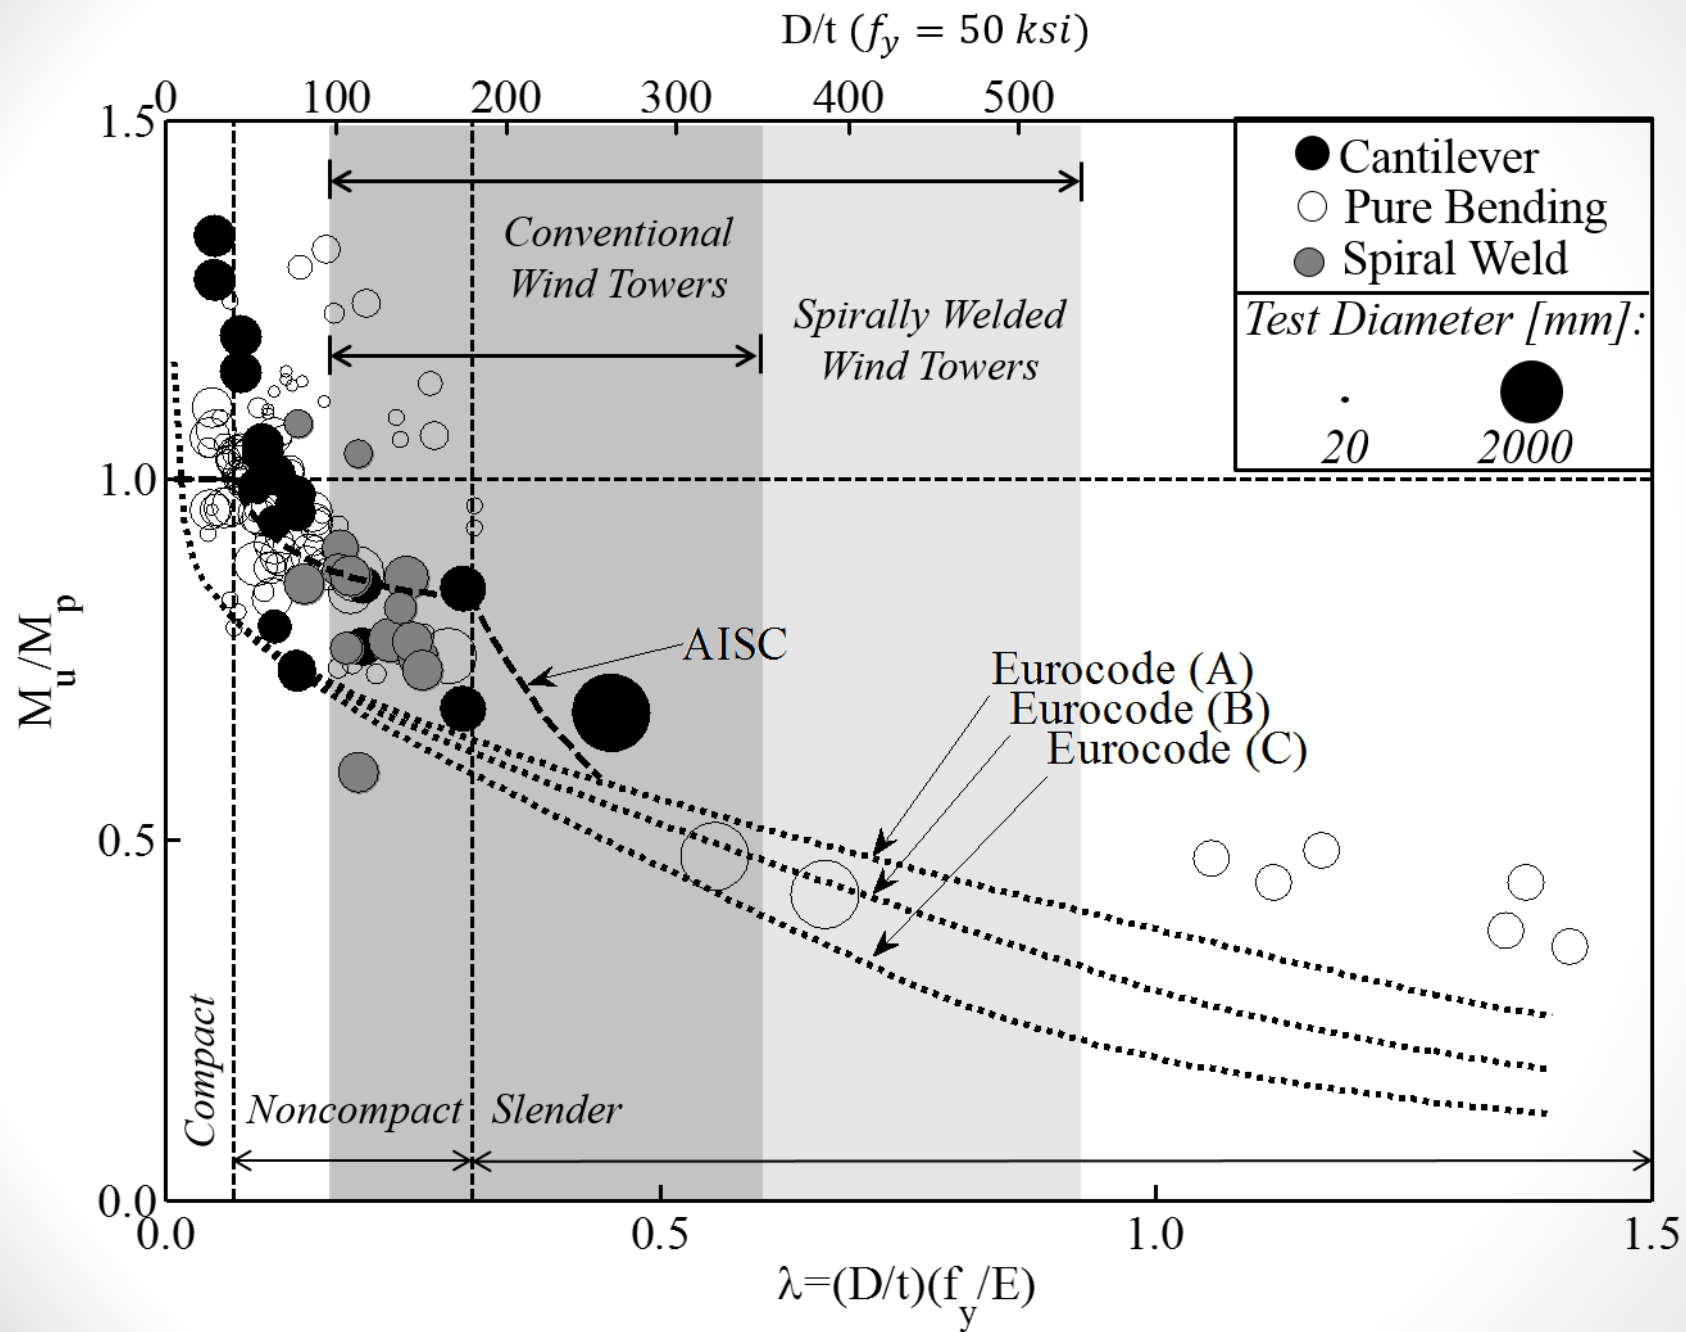 D/t (f_y = 50 ksi)
0 100 200 300 400 500
1.5
1.0
0.5
0.0
M_u/M_p
Cantilever
Pure Bending
Spiral Weld
Test Diameter [mm]:
20 2000
Conventional
Wind Towers
Spirally Welded
Wind Towers
AISC
Eurocode (A)
Eurocode (B)
Eurocode (C)
Compact
Noncompact
Slender
0.0 0.5 1.0 1.5
λ=(D/t)(f_y/E)